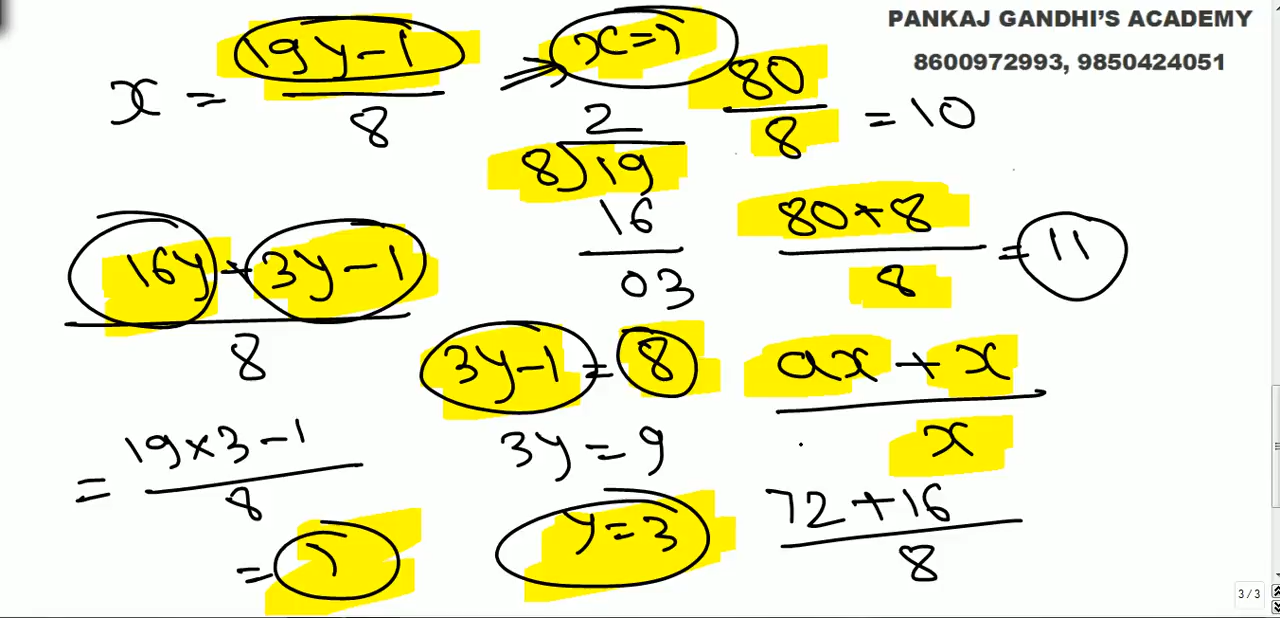 PANKAJ GANDHI'S ACADEMY
8600972993, 9850424051
x = 19y-1 / 8 ⇒ x=7
80/8 = 10
2
8)19
16
03
80+8 / 8 = 11
16y+3y-1 / 8
3y-1 = 8
ax+x / x
= 19×3-1 / 8
3y=9
72+16 / 8
= 7
y=3
3/3